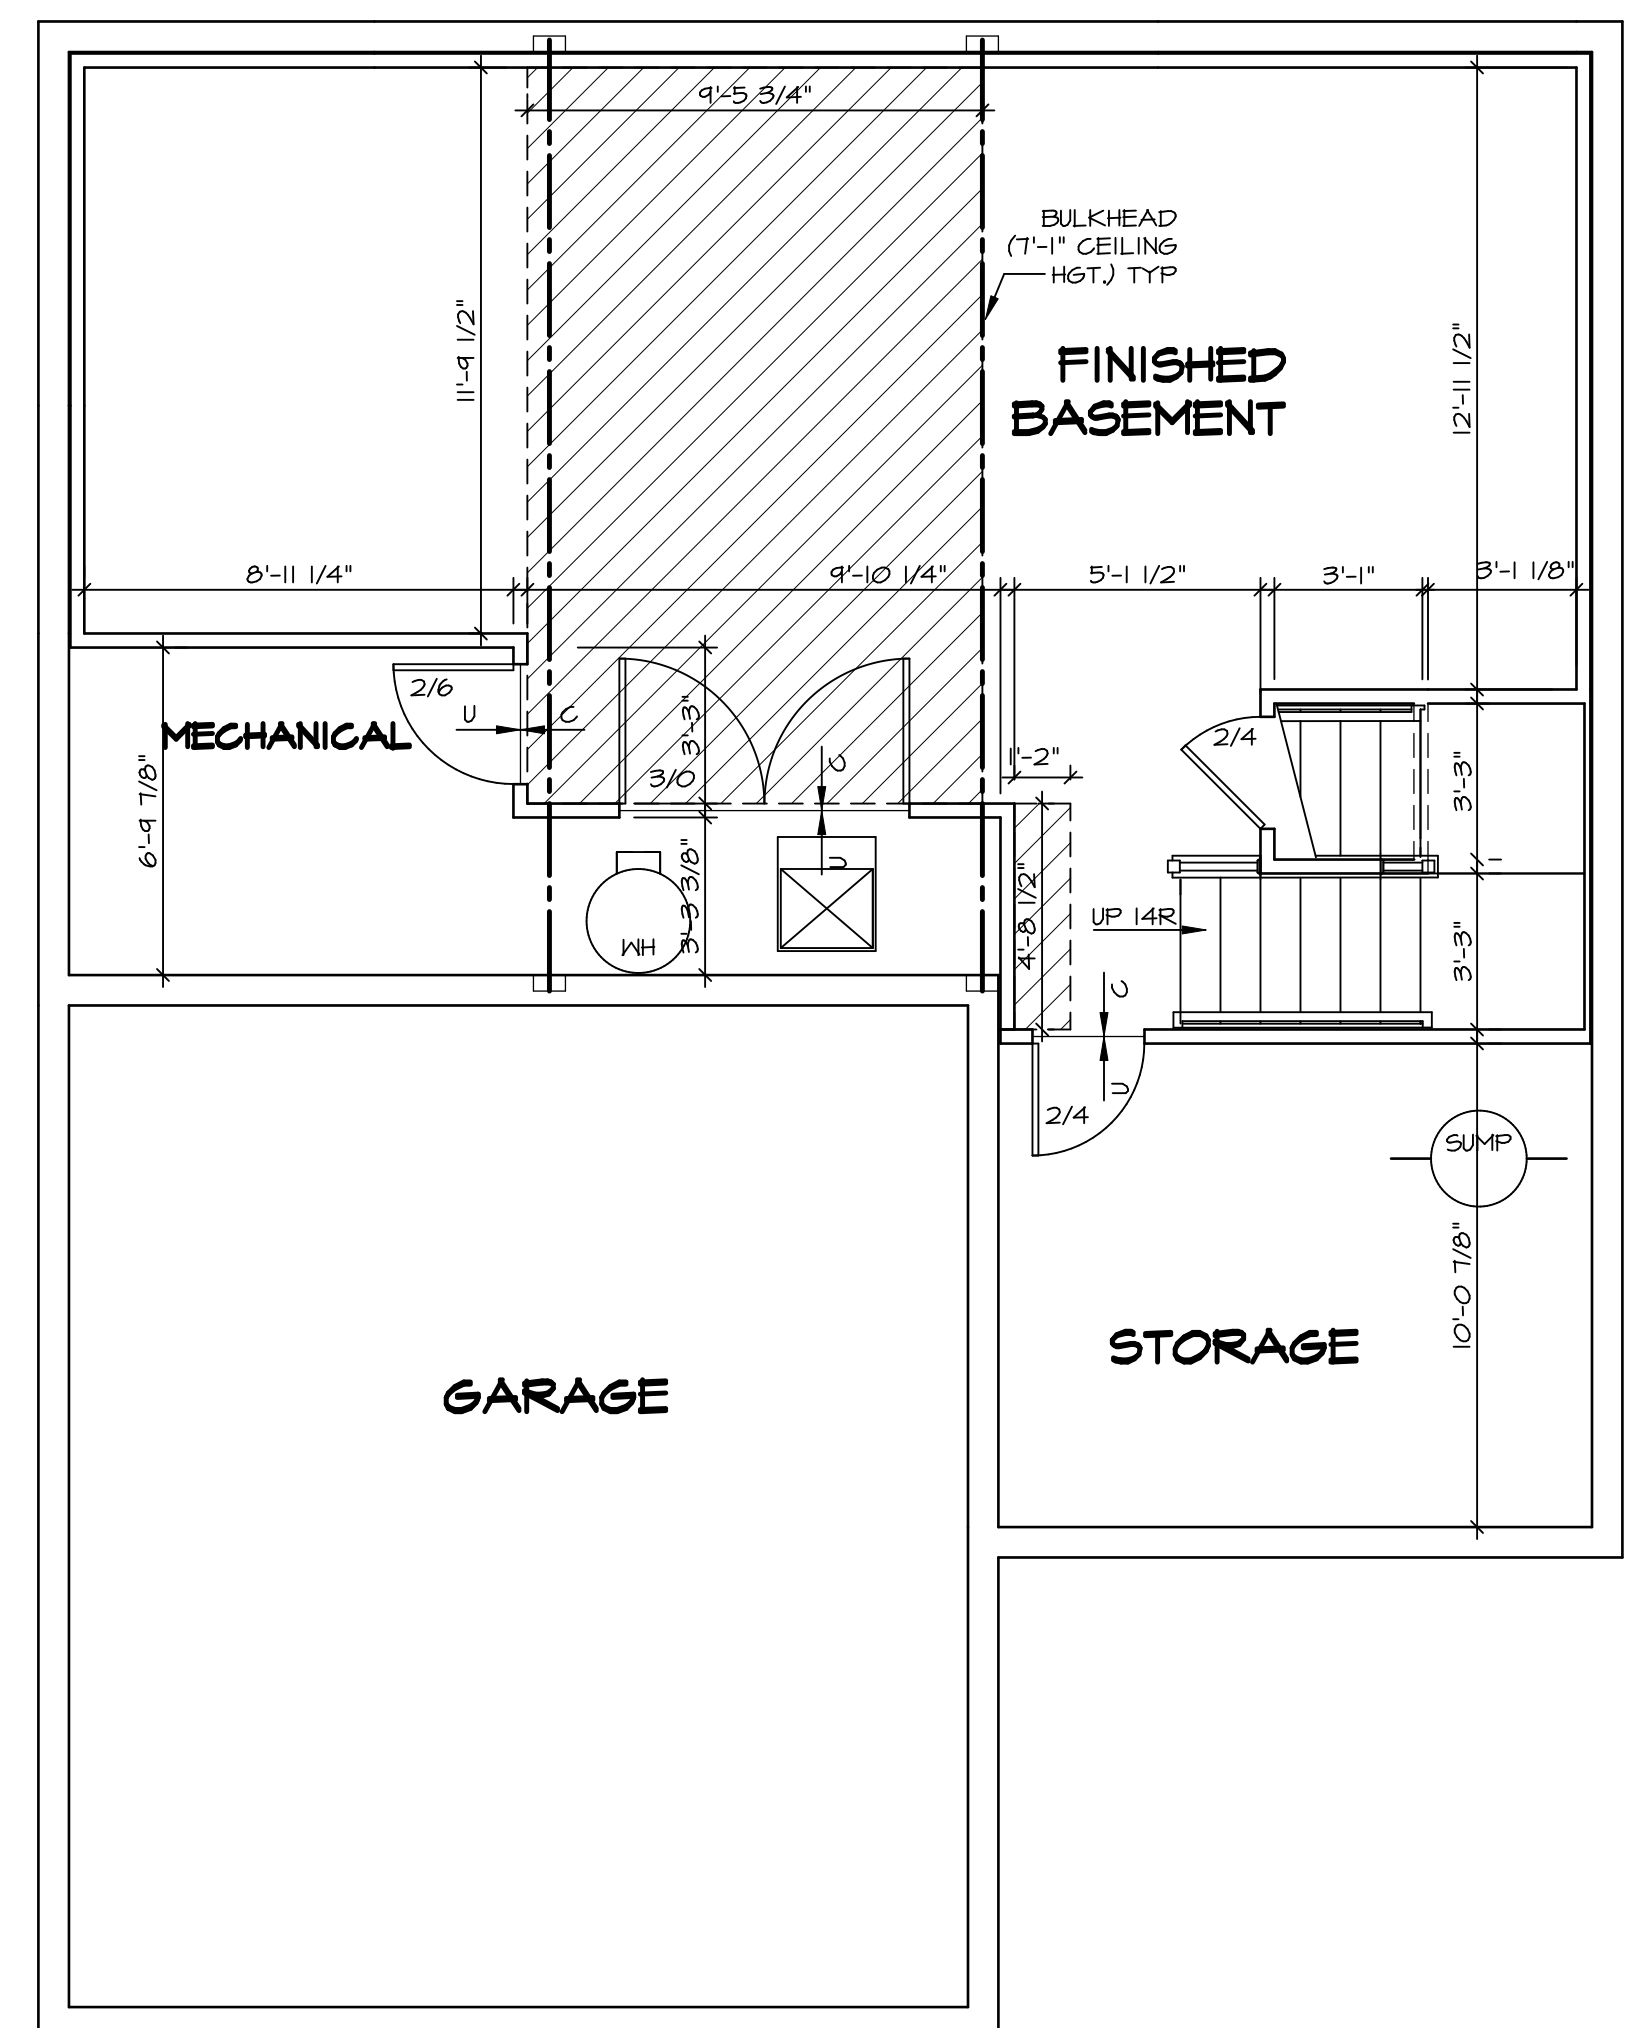 9'-5 3/4"
BULKHEAD
(7'-1" CEILING
HGT.) TYP
11'-9 1/2"
FINISHED
BASEMENT
12'-11 1/2"
8'-11 1/4"
9'-10 1/4"
5'-1 1/2"
3'-1"
3'-1 1/8"
2/6
U
C
MECHANICAL
6'-9 7/8"
3'-3"
3/0
C
U
1'-2"
2/4
3'-3"
WH
3'-3 3/8"
4'-8 1/2"
UP 14R
3'-3"
C
U
2/4
SUMP
10'-0 7/8"
STORAGE
GARAGE